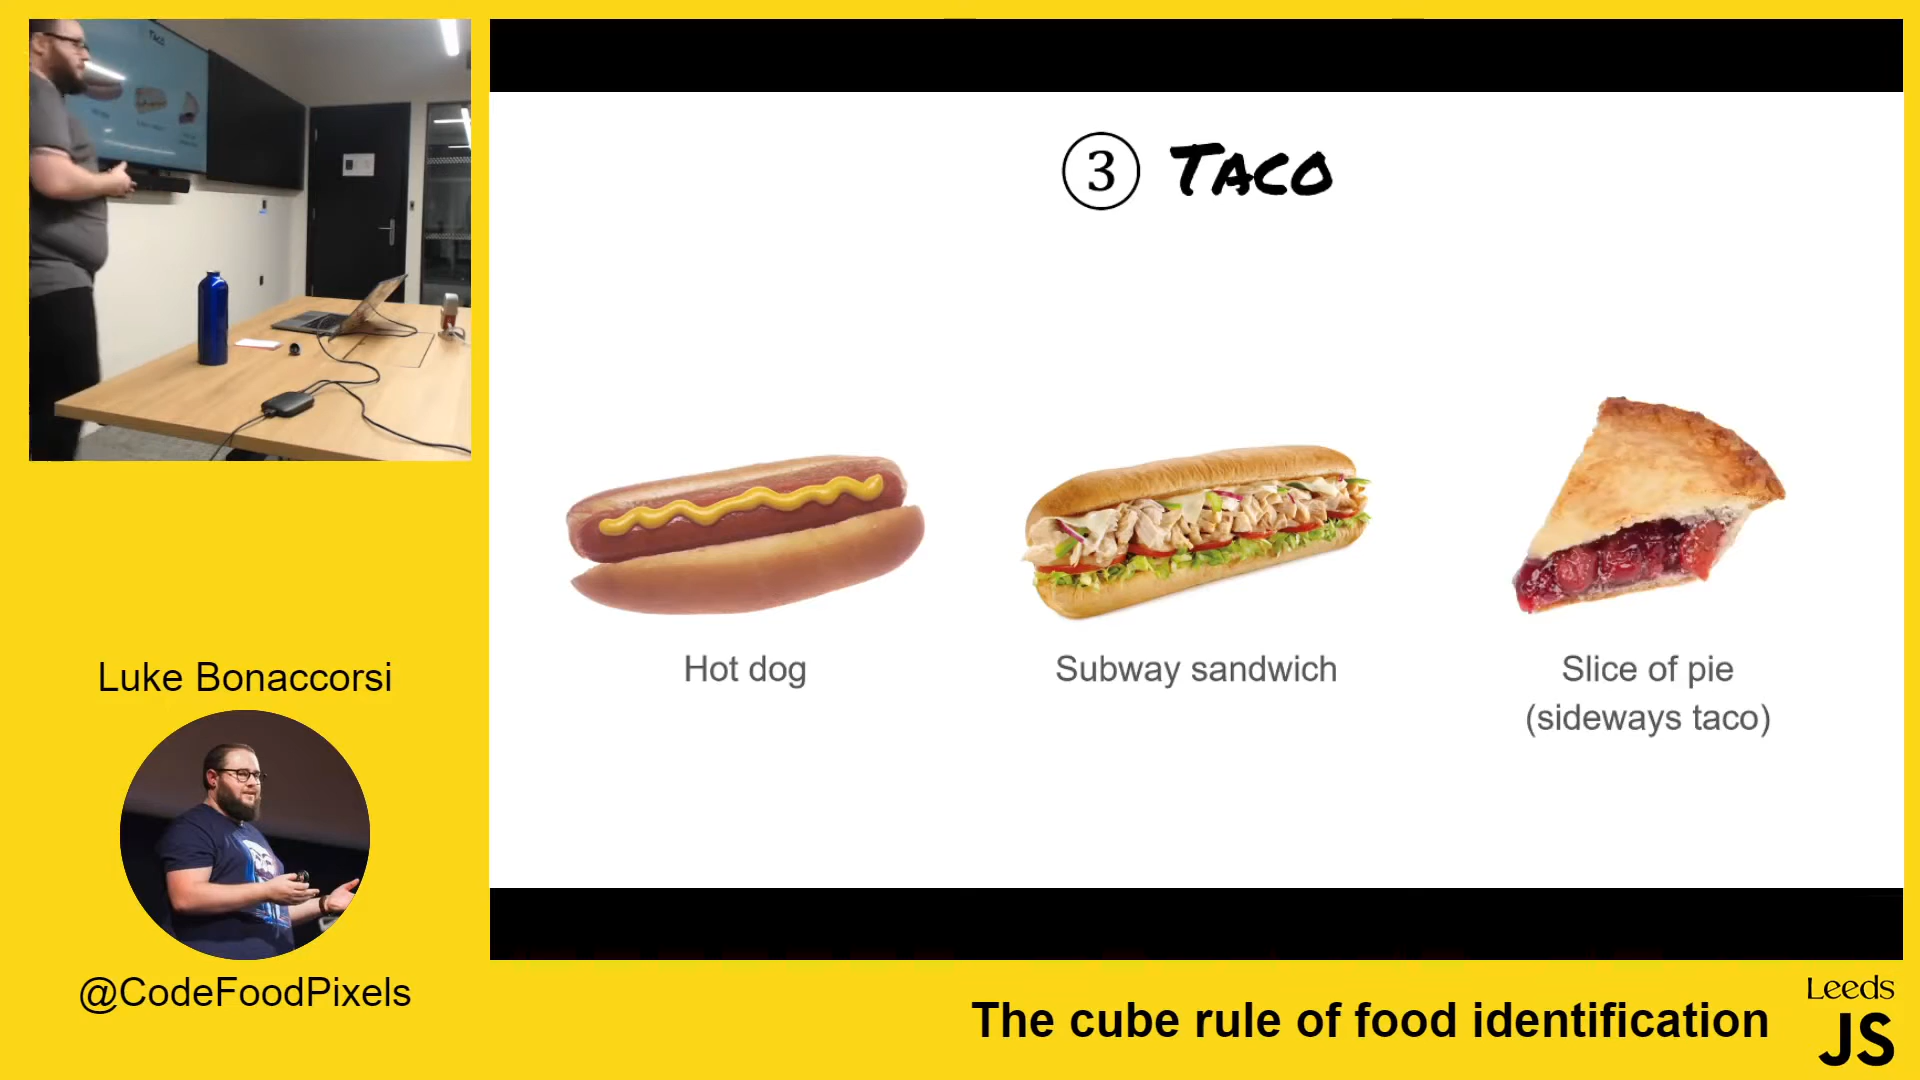 TACO
③ TACO
Hot dog
Subway sandwich
Slice of pie
(sideways taco)
Luke Bonaccorsi
@CodeFoodPixels
The cube rule of food identification
Leeds
JS